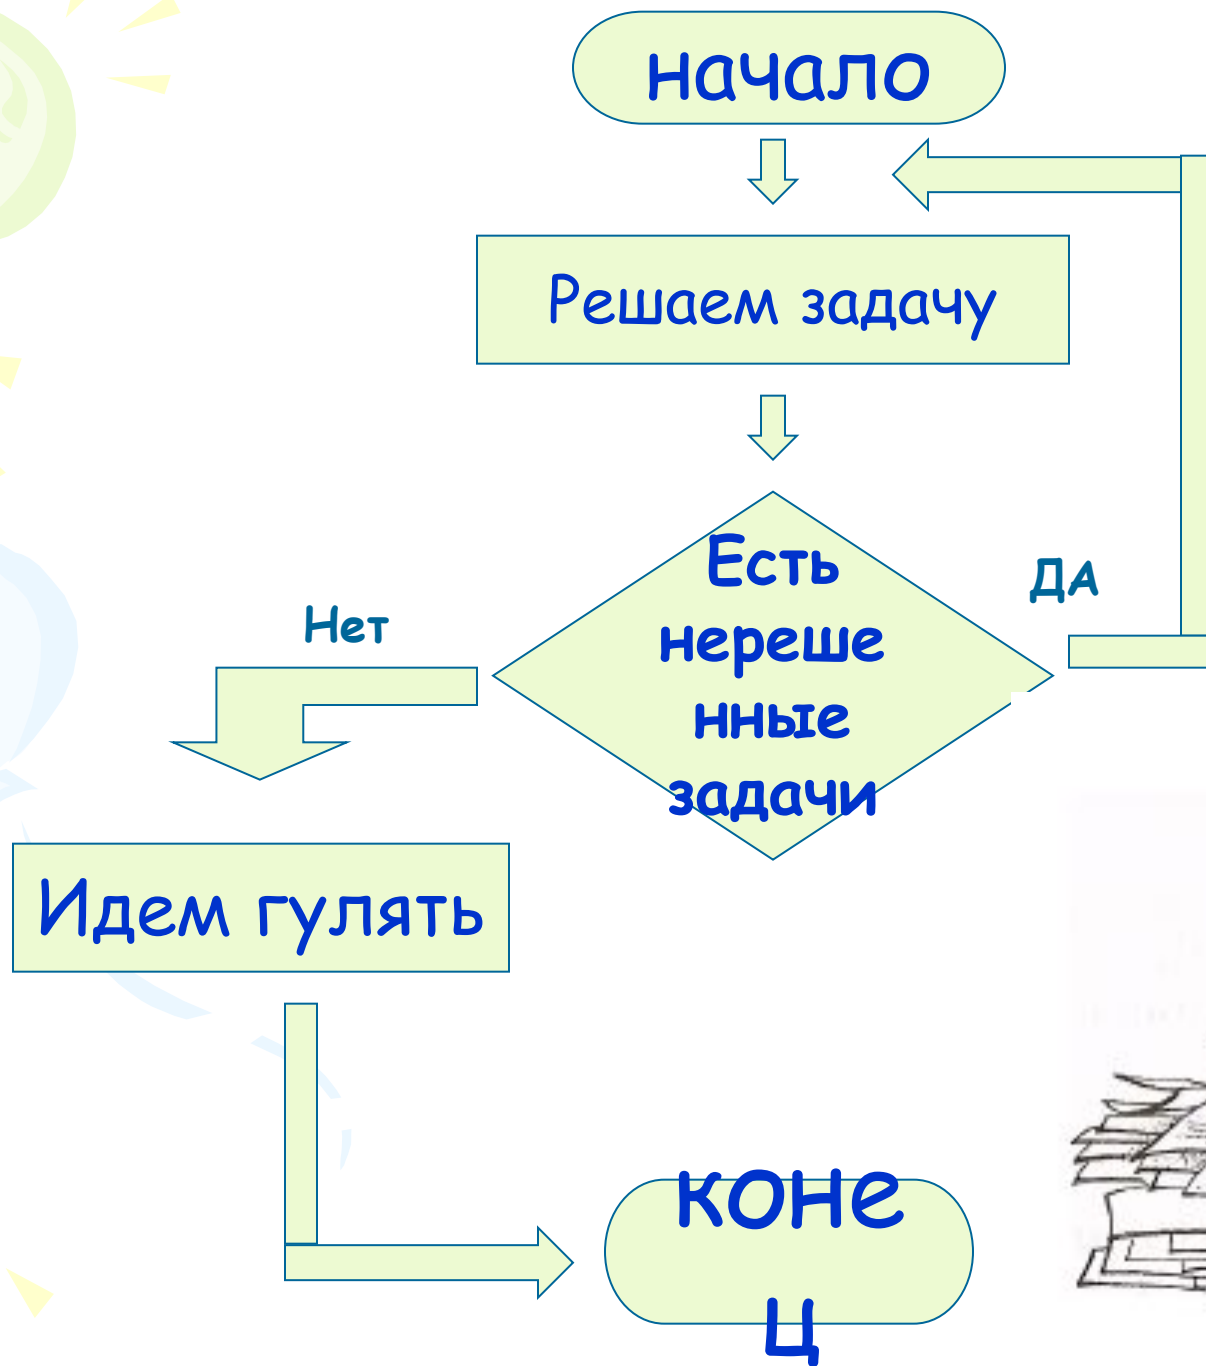 начало
Решаем задачу
Есть
нереше
нные
задачи
ДА
Нет
Идем гулять
коне
ц